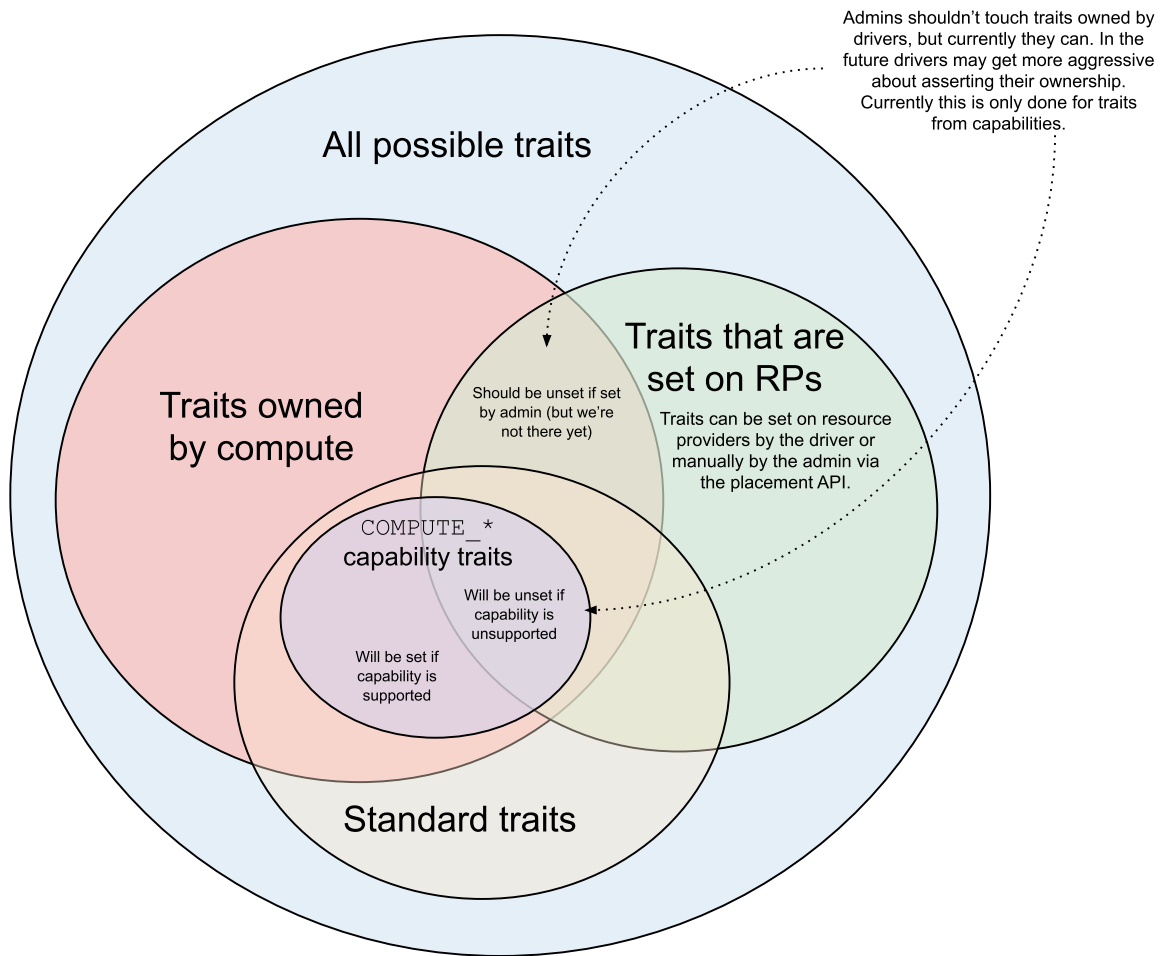 Admins shouldn’t touch traits owned by
drivers, but currently they can. In the
future drivers may get more aggressive
about asserting their ownership.
Currently this is only done for traits
from capabilities.
All possible traits
Traits that are
set on RPs
Traits can be set on resource
providers by the driver or
manually by the admin via
the placement API.
Should be unset if set
by admin (but we’re
not there yet)
Traits owned
by compute
COMPUTE_*
capability traits
Will be unset if
capability is
unsupported
Will be set if
capability is
supported
Standard traits